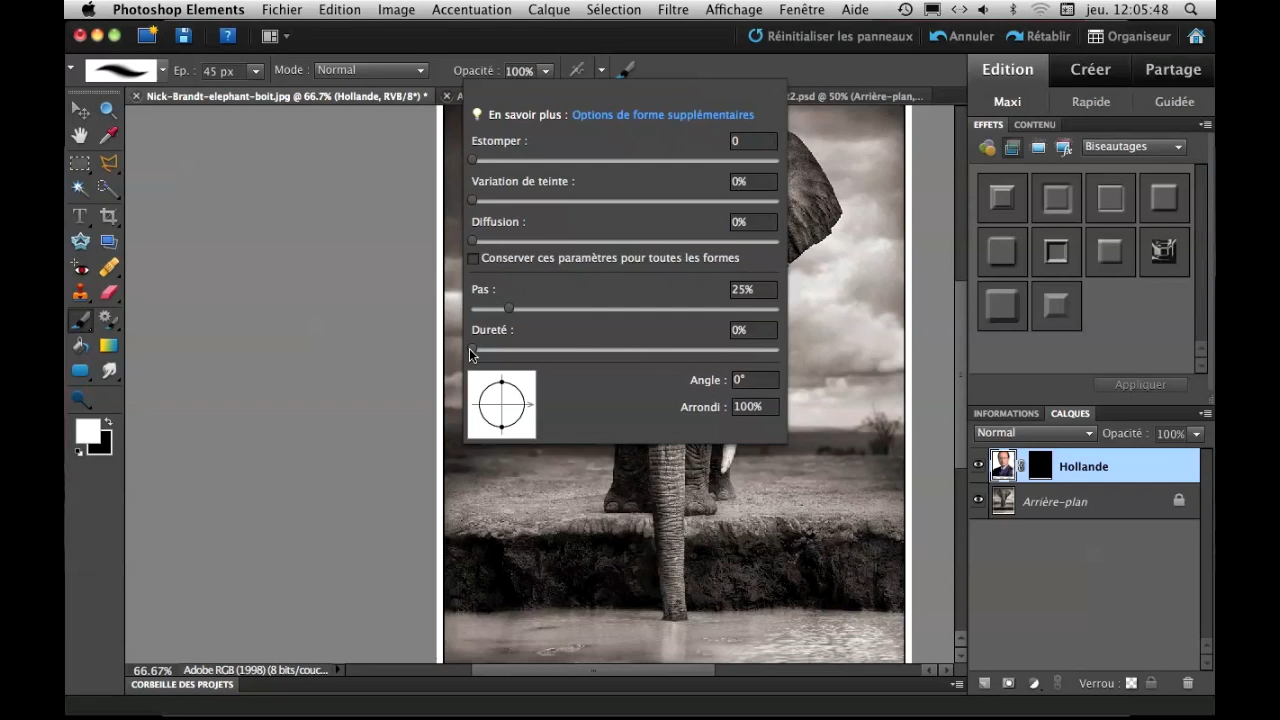 Photoshop Elements Fichier Edition Image Accentuation Calque Sélection Filtre Affichage Fenêtre Aide jeu. 12:05:48
Réinitialiser les panneaux Annuler Rétablir Organiseur
Ep. : 45 px Mode : Normal Opacité : 100%
Edition Créer Partage
Nick-Brandt-elephant-boit.jpg @ 66.7% (Hollande, RVB/8*) * 2.psd @ 50% (Arrière-plan,...
Maxi Rapide Guidée
En savoir plus : Options de forme supplémentaires
EFFETS CONTENU
Estomper : 0
Biseautages
Variation de teinte : 0%
Diffusion : 0%
Conserver ces paramètres pour toutes les formes
Pas : 25%
Dureté : 0%
Angle : 0°
Arrondi : 100%
Appliquer
INFORMATIONS CALQUES
Normal Opacité : 100%
Hollande
Arrière-plan
66.67% Adobe RGB (1998) (8 bits/couc...
CORBEILLE DES PROJETS
Verrou :